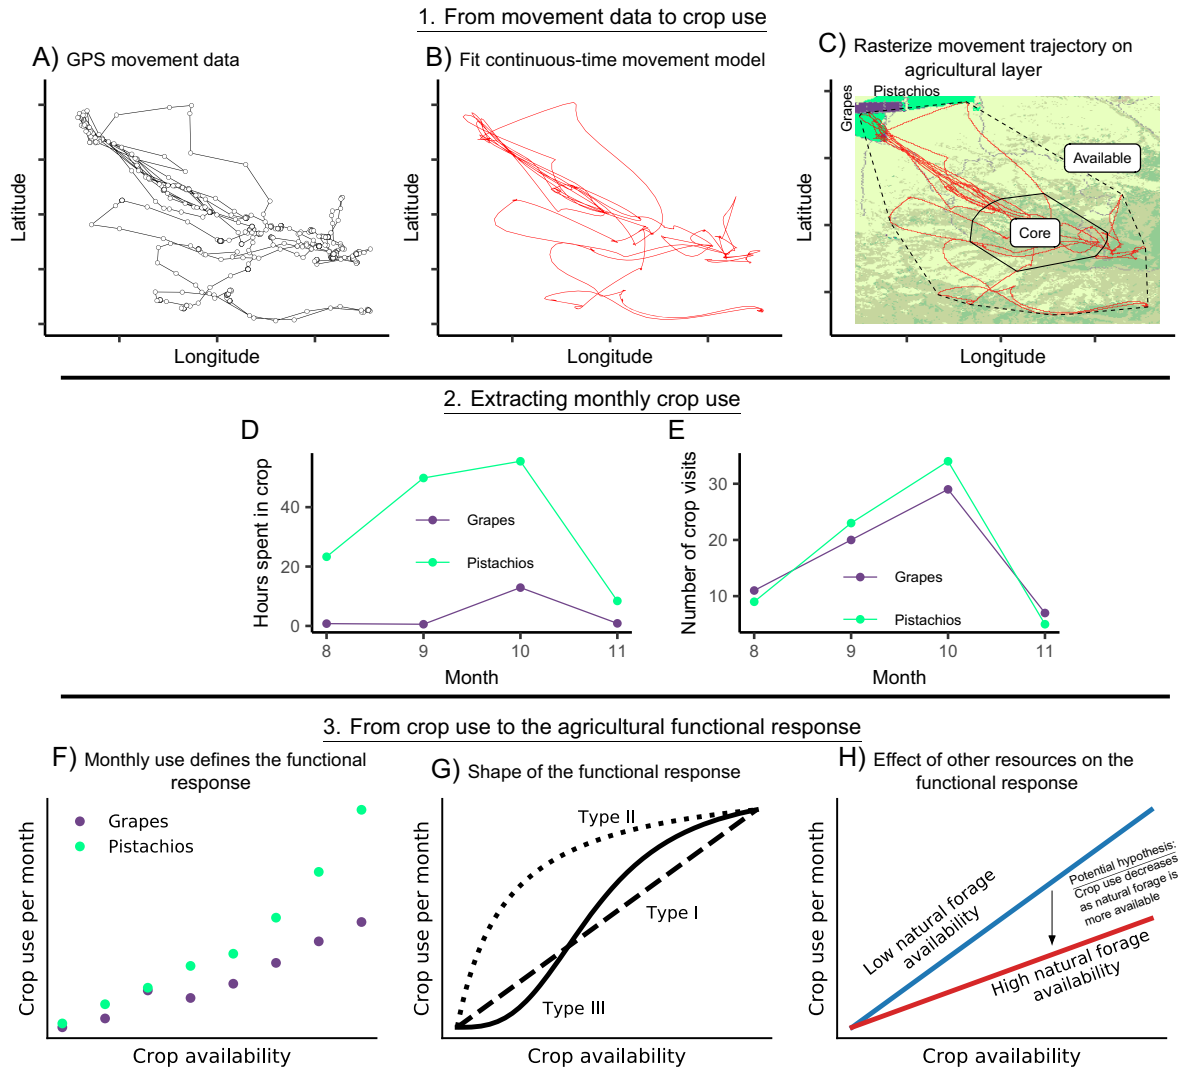 1. From movement data to crop use
A) GPS movement data
B) Fit continuous-time movement model
C) Rasterize movement trajectory on
agricultural layer
Latitude
Longitude
Latitude
Longitude
Latitude
Grapes
Pistachios
Available
Core
Longitude
2. Extracting monthly crop use
D
Hours spent in crop
40
20
0
Grapes
Pistachios
8
9
10
11
Month
E
Number of crop visits
30
20
10
Grapes
Pistachios
8
9
10
11
Month
3. From crop use to the agricultural functional response
F) Monthly use defines the functional
response
Crop use per month
Grapes
Pistachios
Crop availability
G) Shape of the functional response
Crop use per month
Type II
Type I
Type III
Crop availability
H) Effect of other resources on the
functional response
Crop use per month
Low natural forage
availability
Potential hypothesis:
Crop use decreases
as natural forage is
more available
High natural forage
availability
Crop availability